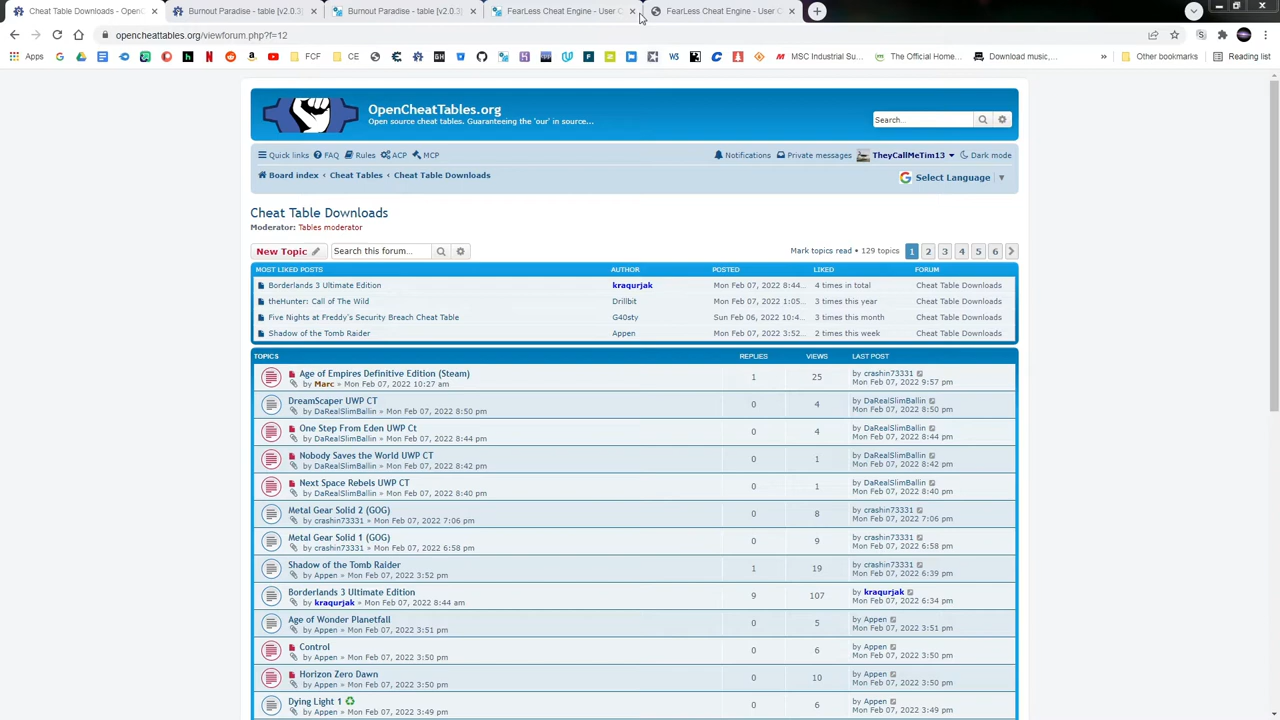 Cheat Table Downloads - OpenC
Burnout Paradise - table [v2.0.3]
Burnout Paradise - table [v2.0.3]
FearLess Cheat Engine - User C
FearLess Cheat Engine - User C
opencheattables.org/viewforum.php?f=12
Apps
FCF
CE
MSC Industrial Su...
The Official Home...
Download music,...
Other bookmarks
Reading list
OpenCheatTables.org
Open source cheat tables. Guaranteeing the 'our' in source...
Search...
Quick links FAQ Rules ACP MCP
Notifications Private messages TheyCallMeTim13 Dark mode
Board index ‹ Cheat Tables ‹ Cheat Table Downloads
Select Language ▼
Cheat Table Downloads
Moderator: Tables moderator
New Topic
Search this forum...
Mark topics read • 129 topics 1 2 3 4 5 6
MOST LIKED POSTS AUTHOR POSTED LIKED FORUM
Borderlands 3 Ultimate Edition kraqurjak Mon Feb 07, 2022 8:44... 4 times in total Cheat Table Downloads
theHunter: Call of The Wild Drillbit Mon Feb 07, 2022 1:05... 3 times this year Cheat Table Downloads
Five Nights at Freddy's Security Breach Cheat Table G40sty Sun Feb 06, 2022 10:4... 3 times this month Cheat Table Downloads
Shadow of the Tomb Raider Appen Mon Feb 07, 2022 3:52... 2 times this week Cheat Table Downloads
TOPICS REPLIES VIEWS LAST POST
Age of Empires Definitive Edition (Steam) 1 25 by crashin73331
by Marc » Mon Feb 07, 2022 10:27 am Mon Feb 07, 2022 9:57 pm
DreamScaper UWP CT 0 4 by DaRealSlimBallin
by DaRealSlimBallin » Mon Feb 07, 2022 8:50 pm Mon Feb 07, 2022 8:50 pm
One Step From Eden UWP Ct 0 4 by DaRealSlimBallin
by DaRealSlimBallin » Mon Feb 07, 2022 8:44 pm Mon Feb 07, 2022 8:44 pm
Nobody Saves the World UWP CT 0 1 by DaRealSlimBallin
by DaRealSlimBallin » Mon Feb 07, 2022 8:42 pm Mon Feb 07, 2022 8:42 pm
Next Space Rebels UWP CT 0 1 by DaRealSlimBallin
by DaRealSlimBallin » Mon Feb 07, 2022 8:40 pm Mon Feb 07, 2022 8:40 pm
Metal Gear Solid 2 (GOG) 0 8 by crashin73331
by crashin73331 » Mon Feb 07, 2022 7:06 pm Mon Feb 07, 2022 7:06 pm
Metal Gear Solid 1 (GOG) 0 9 by crashin73331
by crashin73331 » Mon Feb 07, 2022 6:58 pm Mon Feb 07, 2022 6:58 pm
Shadow of the Tomb Raider 1 19 by crashin73331
by Appen » Mon Feb 07, 2022 3:52 pm Mon Feb 07, 2022 6:39 pm
Borderlands 3 Ultimate Edition 9 107 by kraqurjak
by kraqurjak » Mon Feb 07, 2022 8:44 am Mon Feb 07, 2022 6:34 pm
Age of Wonder Planetfall 0 5 by Appen
by Appen » Mon Feb 07, 2022 3:51 pm Mon Feb 07, 2022 3:51 pm
Control 0 6 by Appen
by Appen » Mon Feb 07, 2022 3:50 pm Mon Feb 07, 2022 3:50 pm
Horizon Zero Dawn 0 10 by Appen
by Appen » Mon Feb 07, 2022 3:50 pm Mon Feb 07, 2022 3:50 pm
Dying Light 1 0 6 by Appen
by Appen » Mon Feb 07, 2022 3:49 pm Mon Feb 07, 2022 3:49 pm